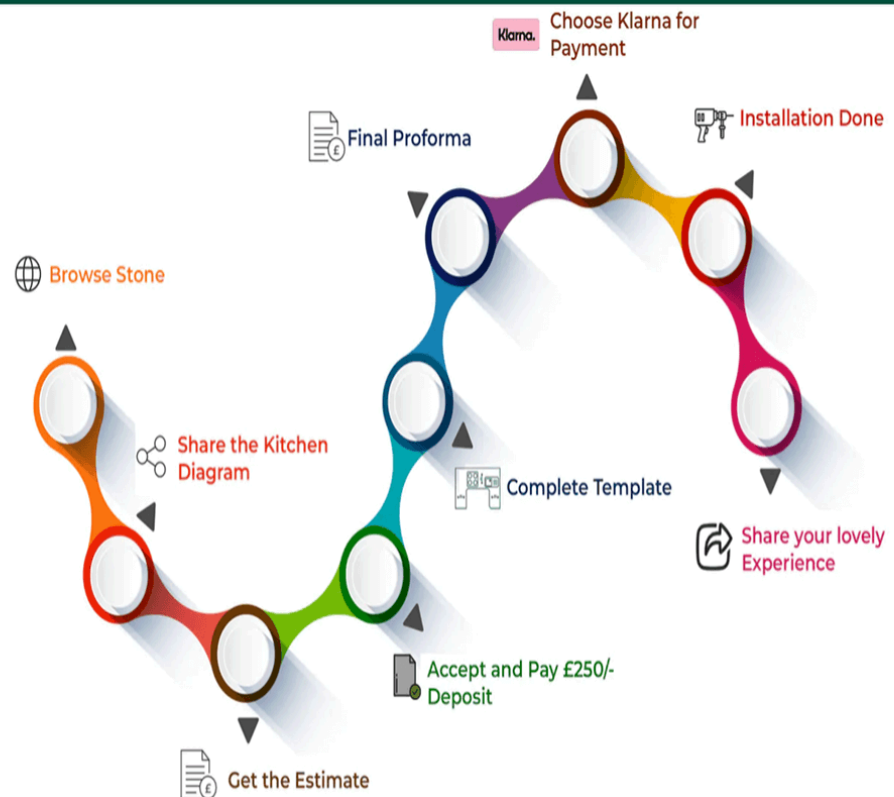 Browse Stone
Share the Kitchen
Diagram
£
Get the Estimate
Accept and Pay £250/-
Deposit
Complete Template
£
Final Proforma
Klarna.
Choose Klarna for
Payment
Installation Done
Share your lovely
Experience